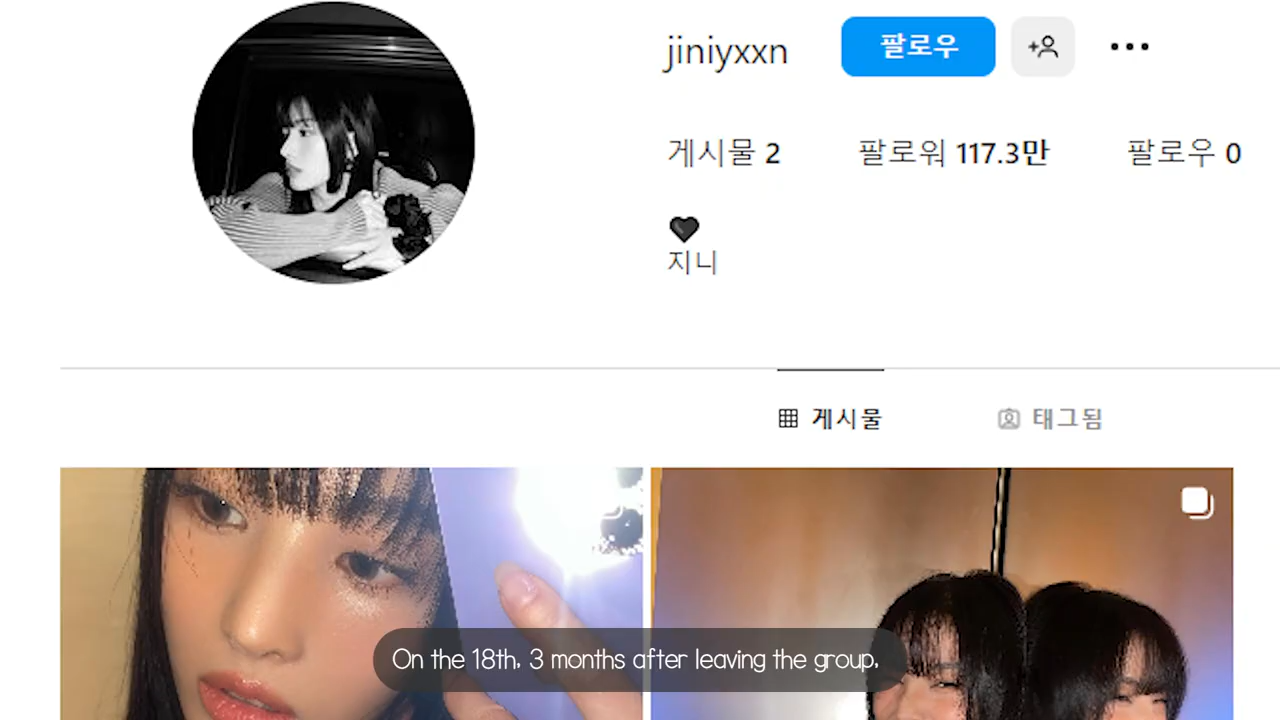 jiniyxxn 팔로우
게시물 2 팔로워 117.3만 팔로우 0
🖤
지니
게시물 태그됨
On the 18th, 3 months after leaving the group,